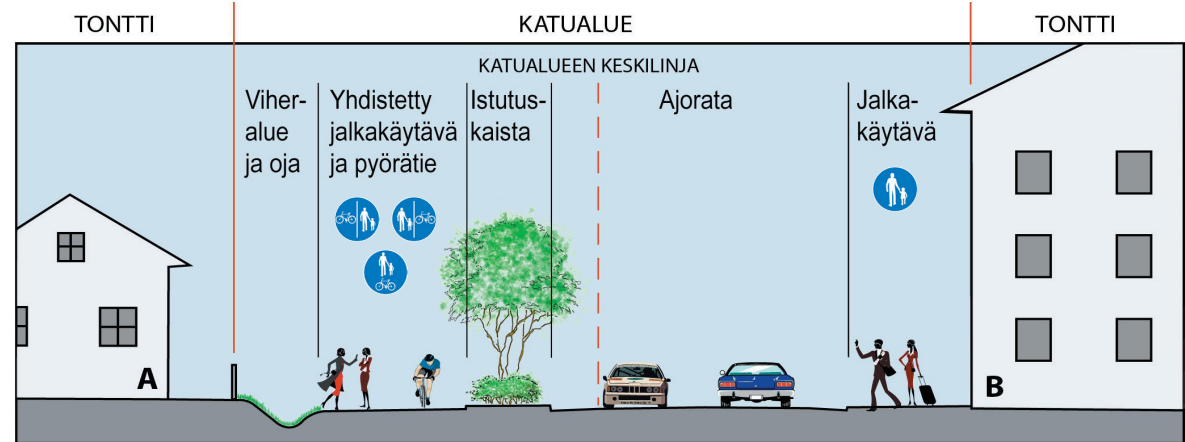 TONTTI
KATUALUE
TONTTI
KATUALUEEN KESKILINJA
Viher-
alue
ja oja
Yhdistetty
jalkakäytävä
ja pyörätie
Istutus-
kaista
Ajorata
Jalka-
käytävä
A
B